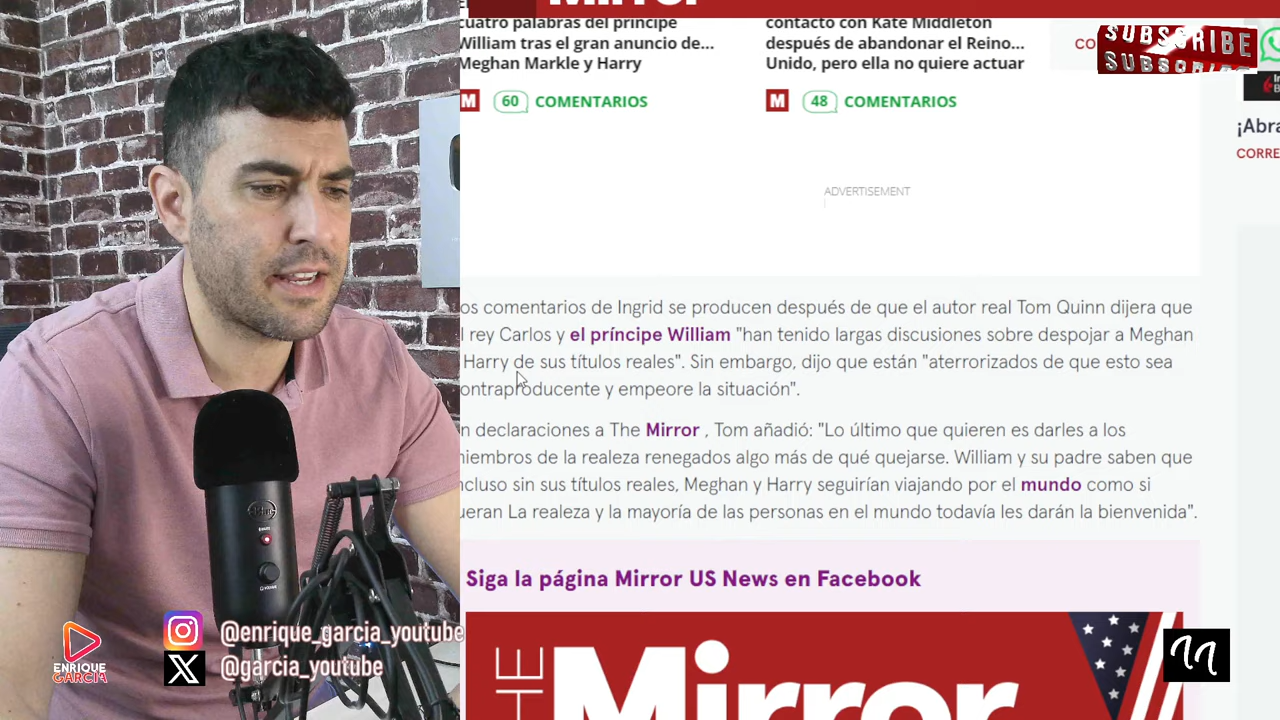 Mirror
cuatro palabras del príncipe
William tras el gran anuncio de...
Meghan Markle y Harry
60 COMENTARIOS
contacto con Kate Middleton
después de abandonar el Reino...
Unido, pero ella no quiere actuar
48 COMENTARIOS
SUBSCRIBE
SUBSCRIBE
CO
¡Abra
CORRE
ADVERTISEMENT
os comentarios de Ingrid se producen después de que el autor real Tom Quinn dijera que
l rey Carlos y el príncipe William "han tenido largas discusiones sobre despojar a Meghan
Harry de sus títulos reales". Sin embargo, dijo que están "aterrorizados de que esto sea
ontraproducente y empeore la situación".
n declaraciones a The Mirror , Tom añadió: "Lo último que quieren es darles a los
miembros de la realeza renegados algo más de qué quejarse. William y su padre saben que
ncluso sin sus títulos reales, Meghan y Harry seguirían viajando por el mundo como si
ueran La realeza y la mayoría de las personas en el mundo todavía les darán la bienvenida".
Siga la página Mirror US News en Facebook
THE Mirror
@enrique_garcia_youtube
@garcia_youtube
ENRIQUE
GARCIA